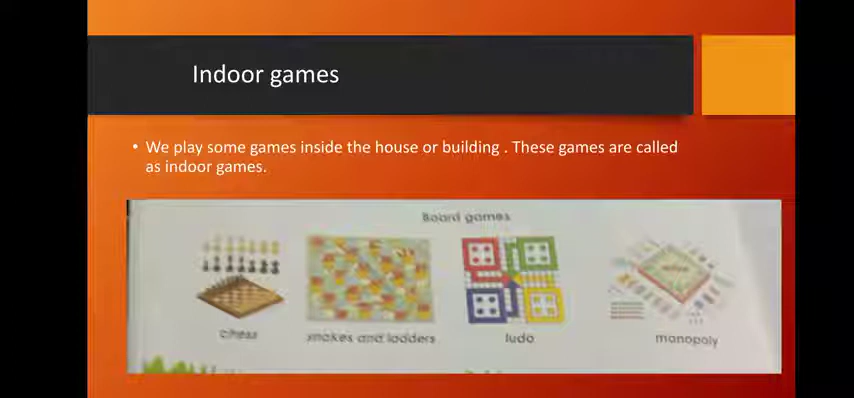 Indoor games
• We play some games inside the house or building . These games are called
as indoor games.
Board games
chess
snakes and ladders
ludo
monopoly